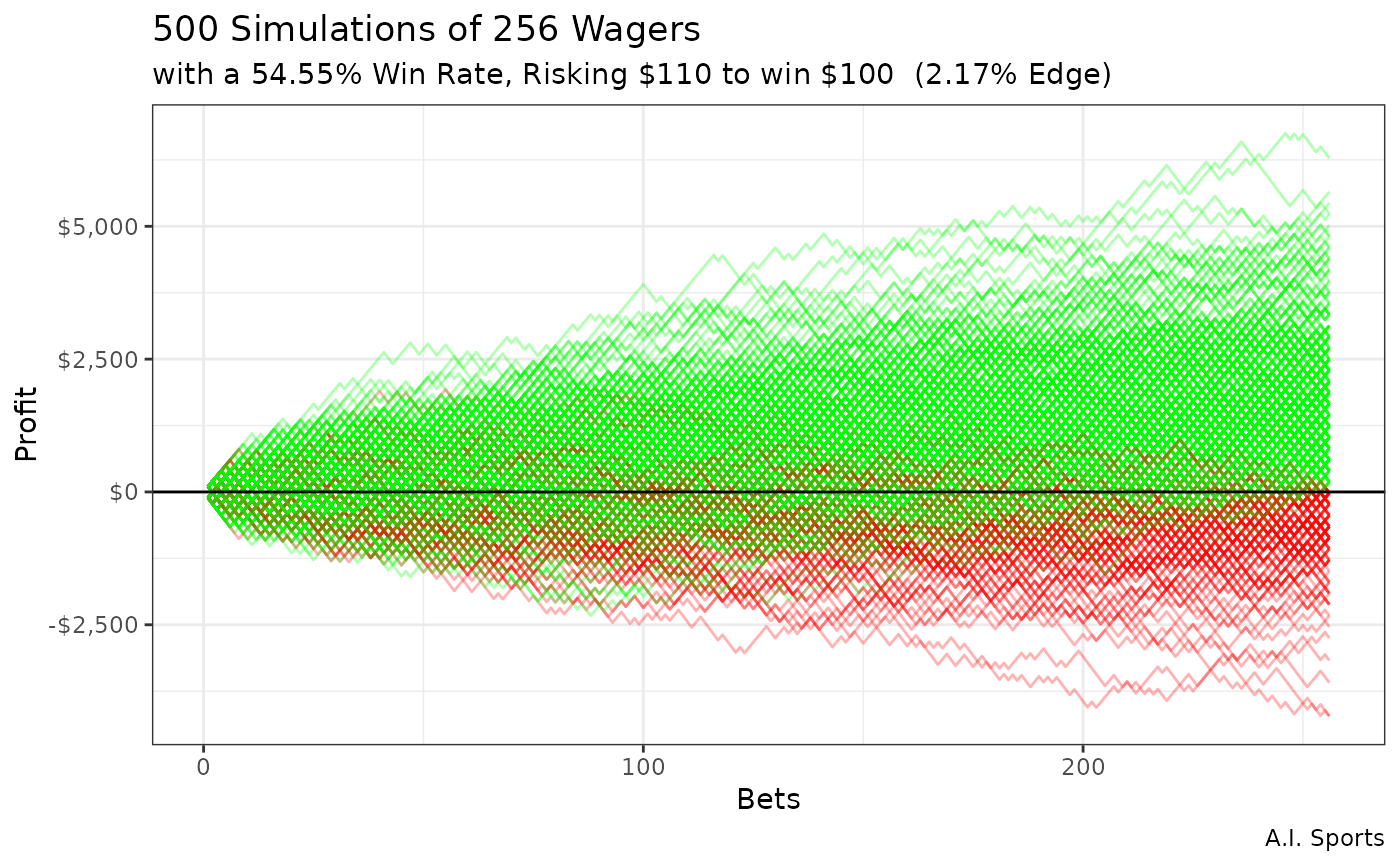 500 Simulations of 256 Wagers
with a 54.55% Win Rate, Risking $110 to win $100  (2.17% Edge)
Profit
$5,000
$2,500
$0
-$2,500
0
100
200
Bets
A.I. Sports